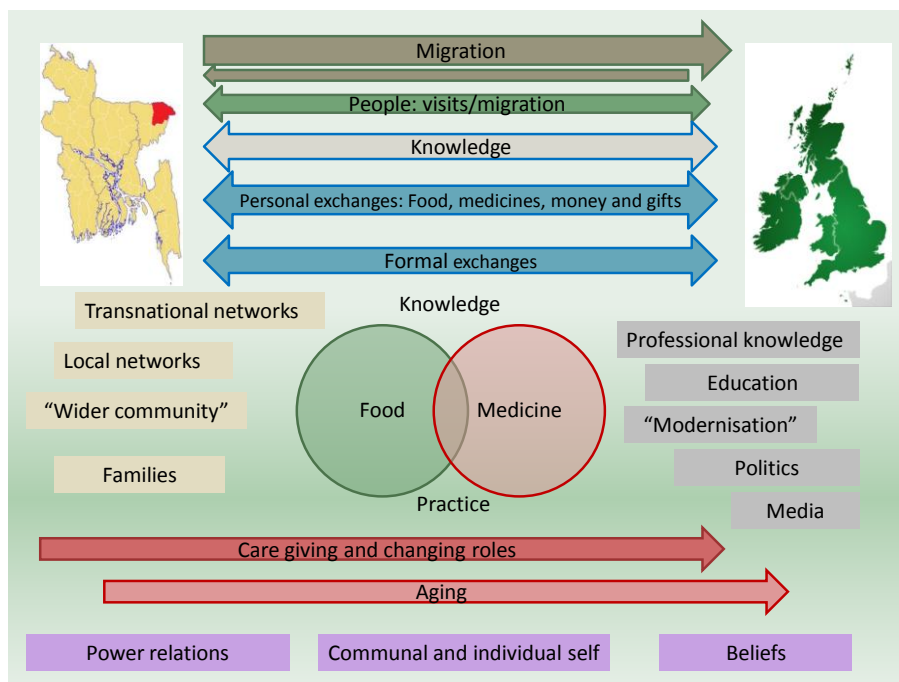 Migration
People: visits/migration
Knowledge
Personal exchanges: Food, medicines, money and gifts
Formal exchanges
Knowledge
Transnational networks
Local networks
“Wider community”
Families
Food
Medicine
Practice
Professional knowledge
Education
“Modernisation”
Politics
Media
Care giving and changing roles
Aging
Power relations
Communal and individual self
Beliefs